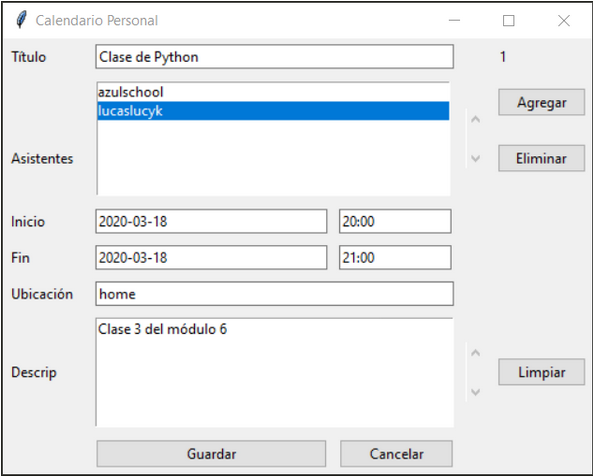 Calendario Personal
Título Clase de Python 1
azulschool
lucaslucyk
Agregar
Asistentes
Eliminar
Inicio 2020-03-18 20:00
Fin 2020-03-18 21:00
Ubicación home
Clase 3 del módulo 6
Descrip
Limpiar
Guardar Cancelar